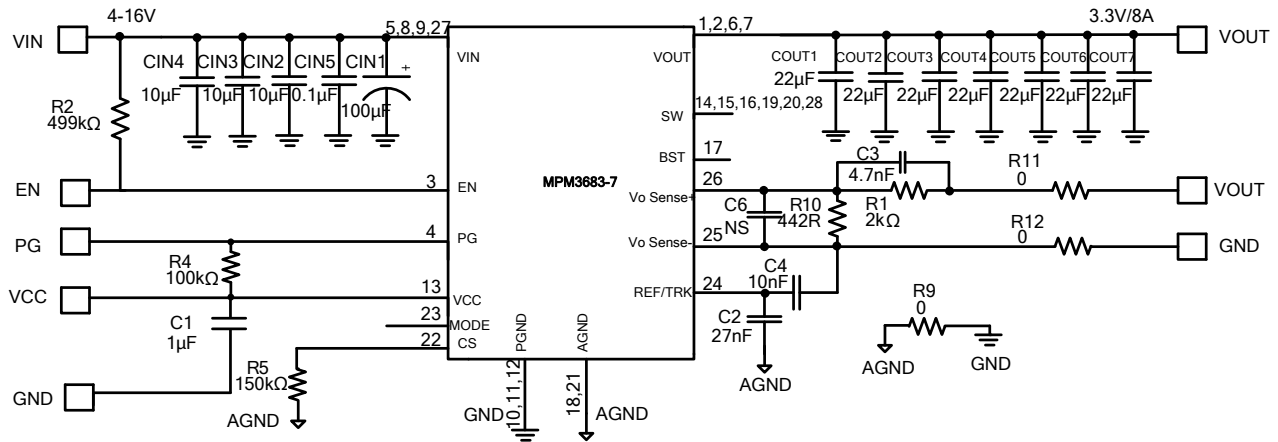 4-16V
3.3V/8A
VIN
5,8,9,27
1,2,6,7
VOUT
VIN
VOUT
CIN4
CIN3
CIN2
CIN5
CIN1
+
10µF
10µF
10µF
0.1µF
100µF
COUT1
COUT2
COUT3
COUT4
COUT5
COUT6
COUT7
22µF
22µF
22µF
22µF
22µF
22µF
22µF
R2
499kΩ
SW
14,15,16,19,20,28
BST
17
MPM3683-7
C3
4.7nF
R11
0
EN
3
EN
Vo Sense+
26
VOUT
C6
NS
R10
442R
R1
2kΩ
R12
0
PG
4
PG
Vo Sense-
25
GND
R4
100kΩ
C4
10nF
VCC
13
VCC
REF/TRK
24
C1
1µF
23
MODE
22
CS
C2
27nF
R9
0
PGND
AGND
R5
150kΩ
AGND
AGND
GND
GND
AGND
GND
10,11,12
18,21
AGND